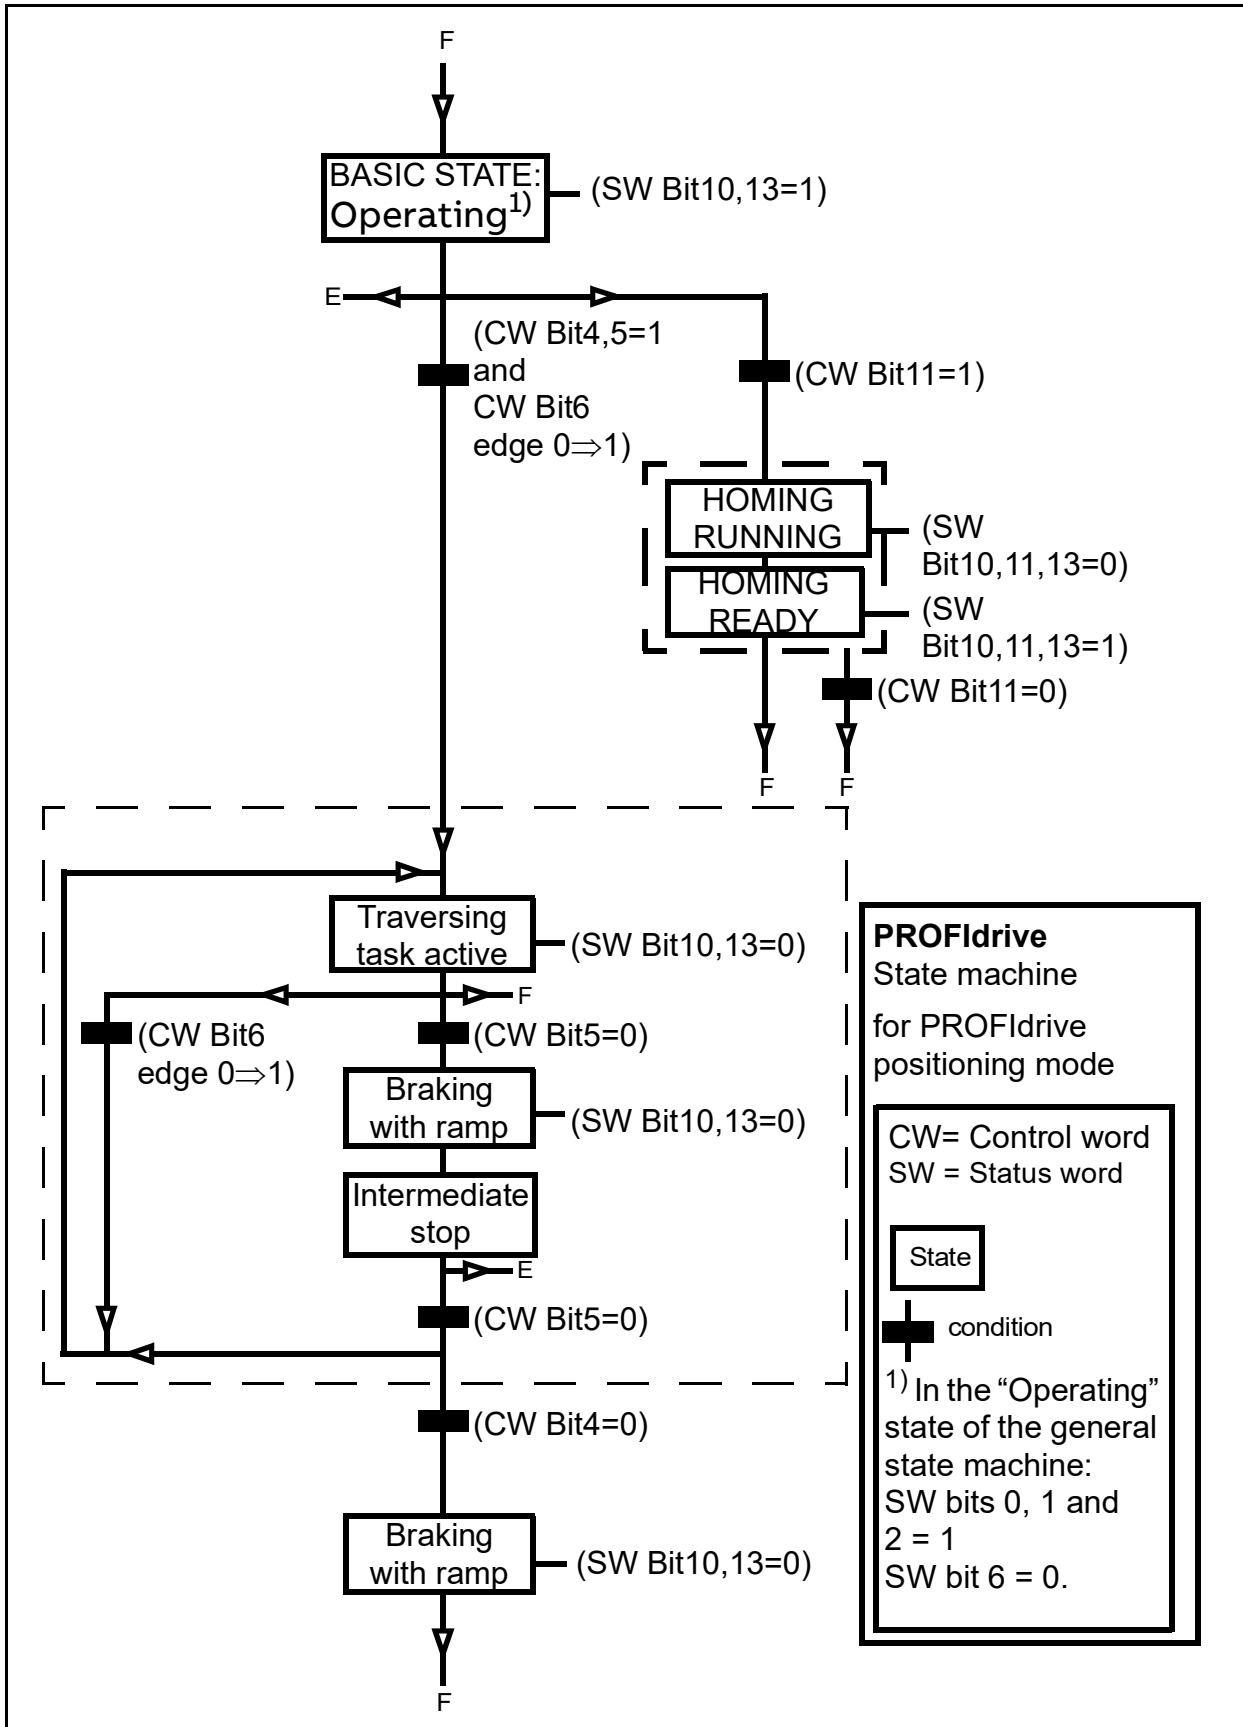 F
BASIC STATE:
Operating1)
(SW Bit10,13=1)
E
(CW Bit4,5=1
and
CW Bit6
edge 0⇒1)
(CW Bit11=1)
HOMING
RUNNING
(SW
Bit10,11,13=0)
HOMING
READY
(SW
Bit10,11,13=1)
(CW Bit11=0)
F
F
Traversing
task active
(SW Bit10,13=0)
F
(CW Bit6
edge 0⇒1)
(CW Bit5=0)
Braking
with ramp
(SW Bit10,13=0)
Intermediate
stop
E
(CW Bit5=0)
(CW Bit4=0)
Braking
with ramp
(SW Bit10,13=0)
F
PROFIdrive
State machine
for PROFIdrive
positioning mode
CW= Control word
SW = Status word
State
condition
1) In the “Operating”
state of the general
state machine:
SW bits 0, 1 and
2 = 1
SW bit 6 = 0.